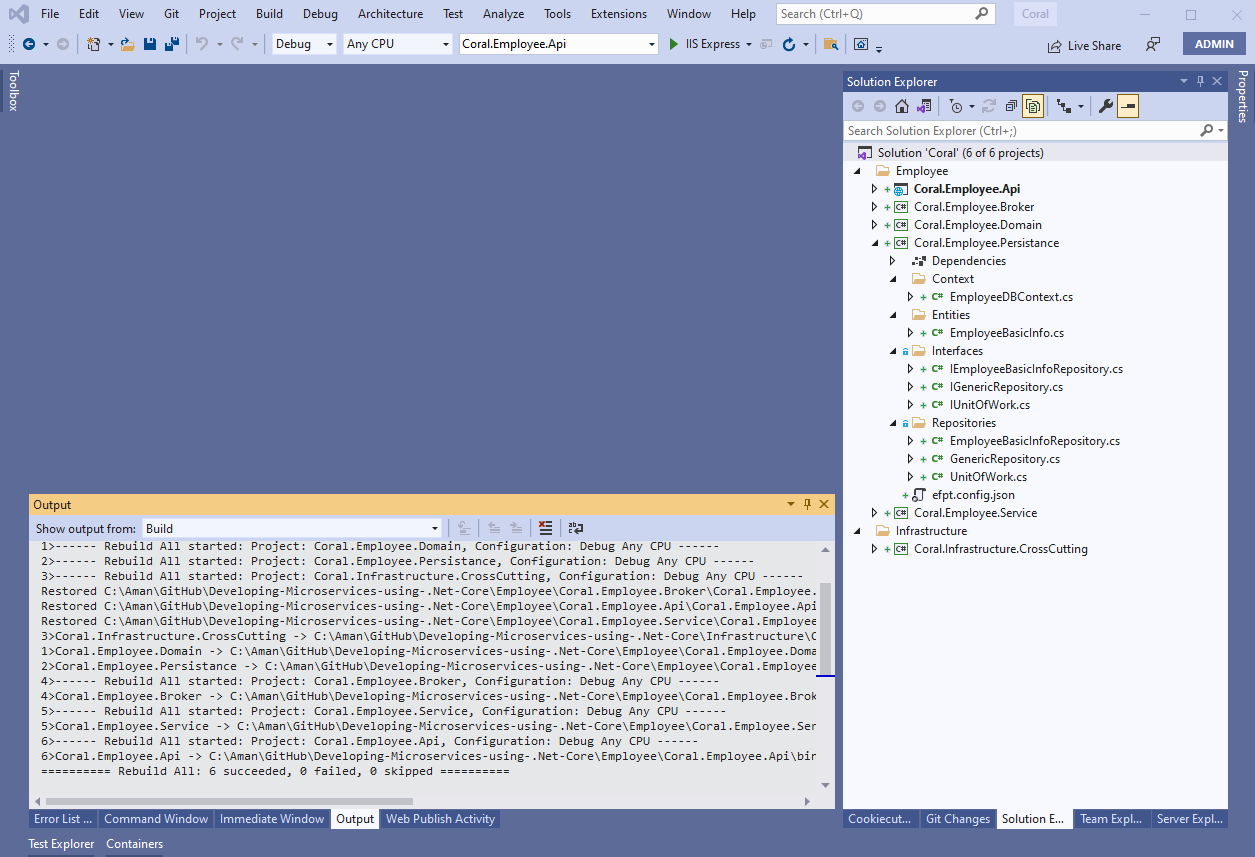 File Edit View Git Project Build Debug Architecture Test Analyze Tools Extensions Window Help Search (Ctrl+Q) Coral
Debug Any CPU Coral.Employee.Api IIS Express Live Share ADMIN
Toolbox
Properties
Solution Explorer
Search Solution Explorer (Ctrl+;)
Solution 'Coral' (6 of 6 projects)
Employee
Coral.Employee.Api
C# Coral.Employee.Broker
C# Coral.Employee.Domain
C# Coral.Employee.Persistance
Dependencies
Context
C# EmployeeDBContext.cs
Entities
C# EmployeeBasicInfo.cs
Interfaces
C# IEmployeeBasicInfoRepository.cs
C# IGenericRepository.cs
C# IUnitOfWork.cs
Repositories
C# EmployeeBasicInfoRepository.cs
C# GenericRepository.cs
C# UnitOfWork.cs
efpt.config.json
C# Coral.Employee.Service
Infrastructure
C# Coral.Infrastructure.CrossCutting
Output
Show output from: Build
1>------ Rebuild All started: Project: Coral.Employee.Domain, Configuration: Debug Any CPU ------
2>------ Rebuild All started: Project: Coral.Employee.Persistance, Configuration: Debug Any CPU ------
3>------ Rebuild All started: Project: Coral.Infrastructure.CrossCutting, Configuration: Debug Any CPU ------
Restored C:\Aman\GitHub\Developing-Microservices-using-.Net-Core\Employee\Coral.Employee.Broker\Coral.Employee.
Restored C:\Aman\GitHub\Developing-Microservices-using-.Net-Core\Employee\Coral.Employee.Api\Coral.Employee.Api
Restored C:\Aman\GitHub\Developing-Microservices-using-.Net-Core\Employee\Coral.Employee.Service\Coral.Employee
3>Coral.Infrastructure.CrossCutting -> C:\Aman\GitHub\Developing-Microservices-using-.Net-Core\Infrastructure\C
1>Coral.Employee.Domain -> C:\Aman\GitHub\Developing-Microservices-using-.Net-Core\Employee\Coral.Employee.Doma
2>Coral.Employee.Persistance -> C:\Aman\GitHub\Developing-Microservices-using-.Net-Core\Employee\Coral.Employee
4>------ Rebuild All started: Project: Coral.Employee.Broker, Configuration: Debug Any CPU ------
4>Coral.Employee.Broker -> C:\Aman\GitHub\Developing-Microservices-using-.Net-Core\Employee\Coral.Employee.Brok
5>------ Rebuild All started: Project: Coral.Employee.Service, Configuration: Debug Any CPU ------
5>Coral.Employee.Service -> C:\Aman\GitHub\Developing-Microservices-using-.Net-Core\Employee\Coral.Employee.Ser
6>------ Rebuild All started: Project: Coral.Employee.Api, Configuration: Debug Any CPU ------
6>Coral.Employee.Api -> C:\Aman\GitHub\Developing-Microservices-using-.Net-Core\Employee\Coral.Employee.Api\bin
========== Rebuild All: 6 succeeded, 0 failed, 0 skipped ==========
Error List ... Command Window Immediate Window Output Web Publish Activity
Cookiecut... Git Changes Solution E... Team Expl... Server Expl...
Test Explorer Containers